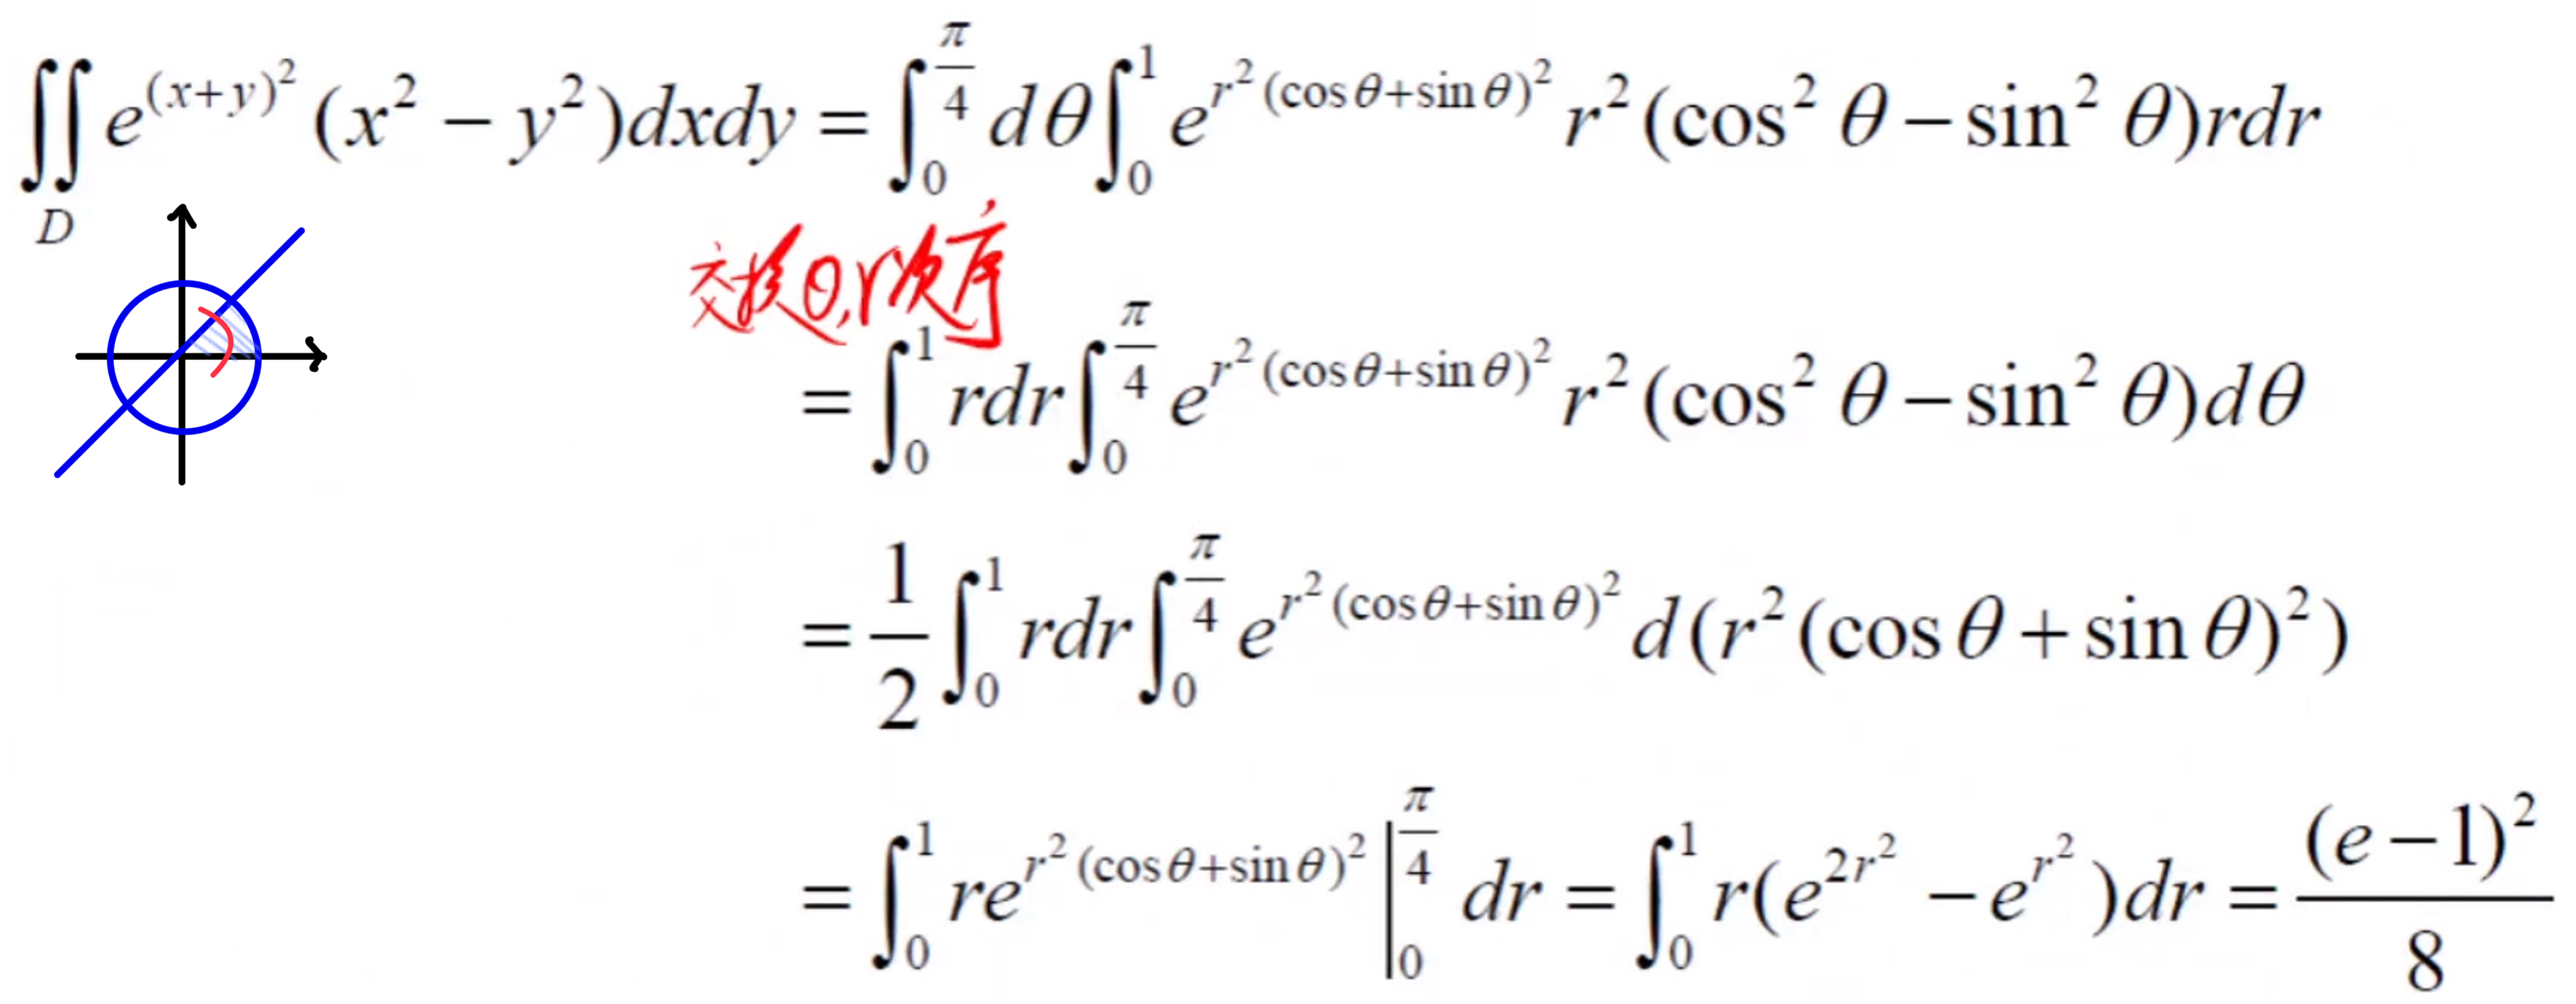 ∬_D e^{(x+y)^2} (x^2 − y^2)dxdy = ∫_0^{π/4} dθ ∫_0^1 e^{r^2(cosθ+sinθ)^2} r^2(cos^2 θ − sin^2 θ)rdr
交换θ,r次序
= ∫_0^1 rdr ∫_0^{π/4} e^{r^2(cosθ+sinθ)^2} r^2(cos^2 θ − sin^2 θ)dθ
= \frac{1}{2} ∫_0^1 rdr ∫_0^{π/4} e^{r^2(cosθ+sinθ)^2} d(r^2(cosθ + sinθ)^2)
= ∫_0^1 re^{r^2(cosθ+sinθ)^2} |_0^{π/4} dr = ∫_0^1 r(e^{2r^2} − e^{r^2})dr = \frac{(e−1)^2}{8}